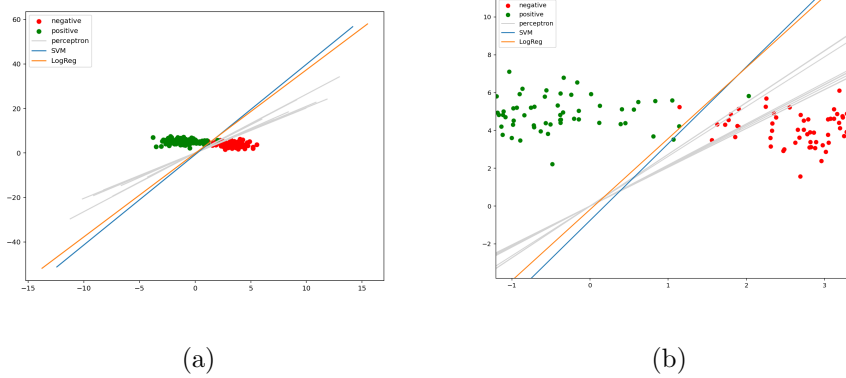 60
40
20
0
−20
−40
−15
−10
−5
0
5
10
15
negative
positive
perceptron
SVM
LogReg
(a)
10
8
6
4
2
0
−2
−1
0
1
2
3
negative
positive
perceptron
SVM
LogReg
(b)